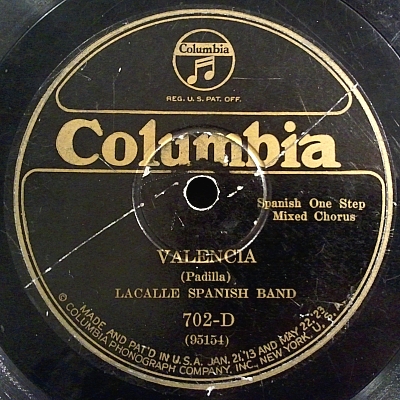 Columbia
REG. U. S. PAT. OFF.
Columbia
Spanish One Step
Mixed Chorus
VALENCIA
(Padilla)
LACALLE SPANISH BAND
702-D
(95154)
MADE AND PAT'D IN U.S.A. JAN. 21,'13 AND MAY 22,'23
© COLUMBIA PHONOGRAPH COMPANY, INC., NEW YORK, U. S. A.